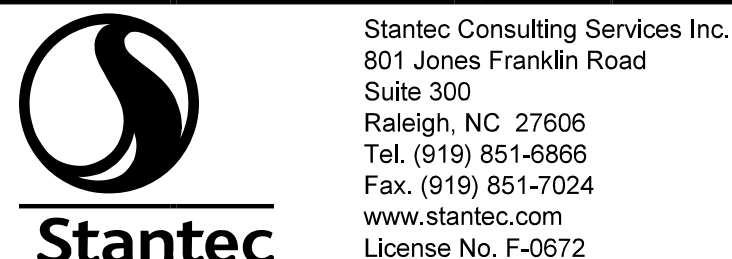 Stantec Consulting Services Inc.
801 Jones Franklin Road
Suite 300
Raleigh, NC 27606
Tel. (919) 851-6866
Fax. (919) 851-7024
www.stantec.com
License No. F-0672
Stantec